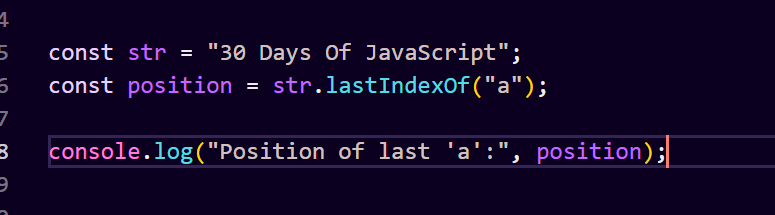 4
5 const str = "30 Days Of JavaScript";
6 const position = str.lastIndexOf("a");
7
8 console.log("Position of last 'a':", position);
9